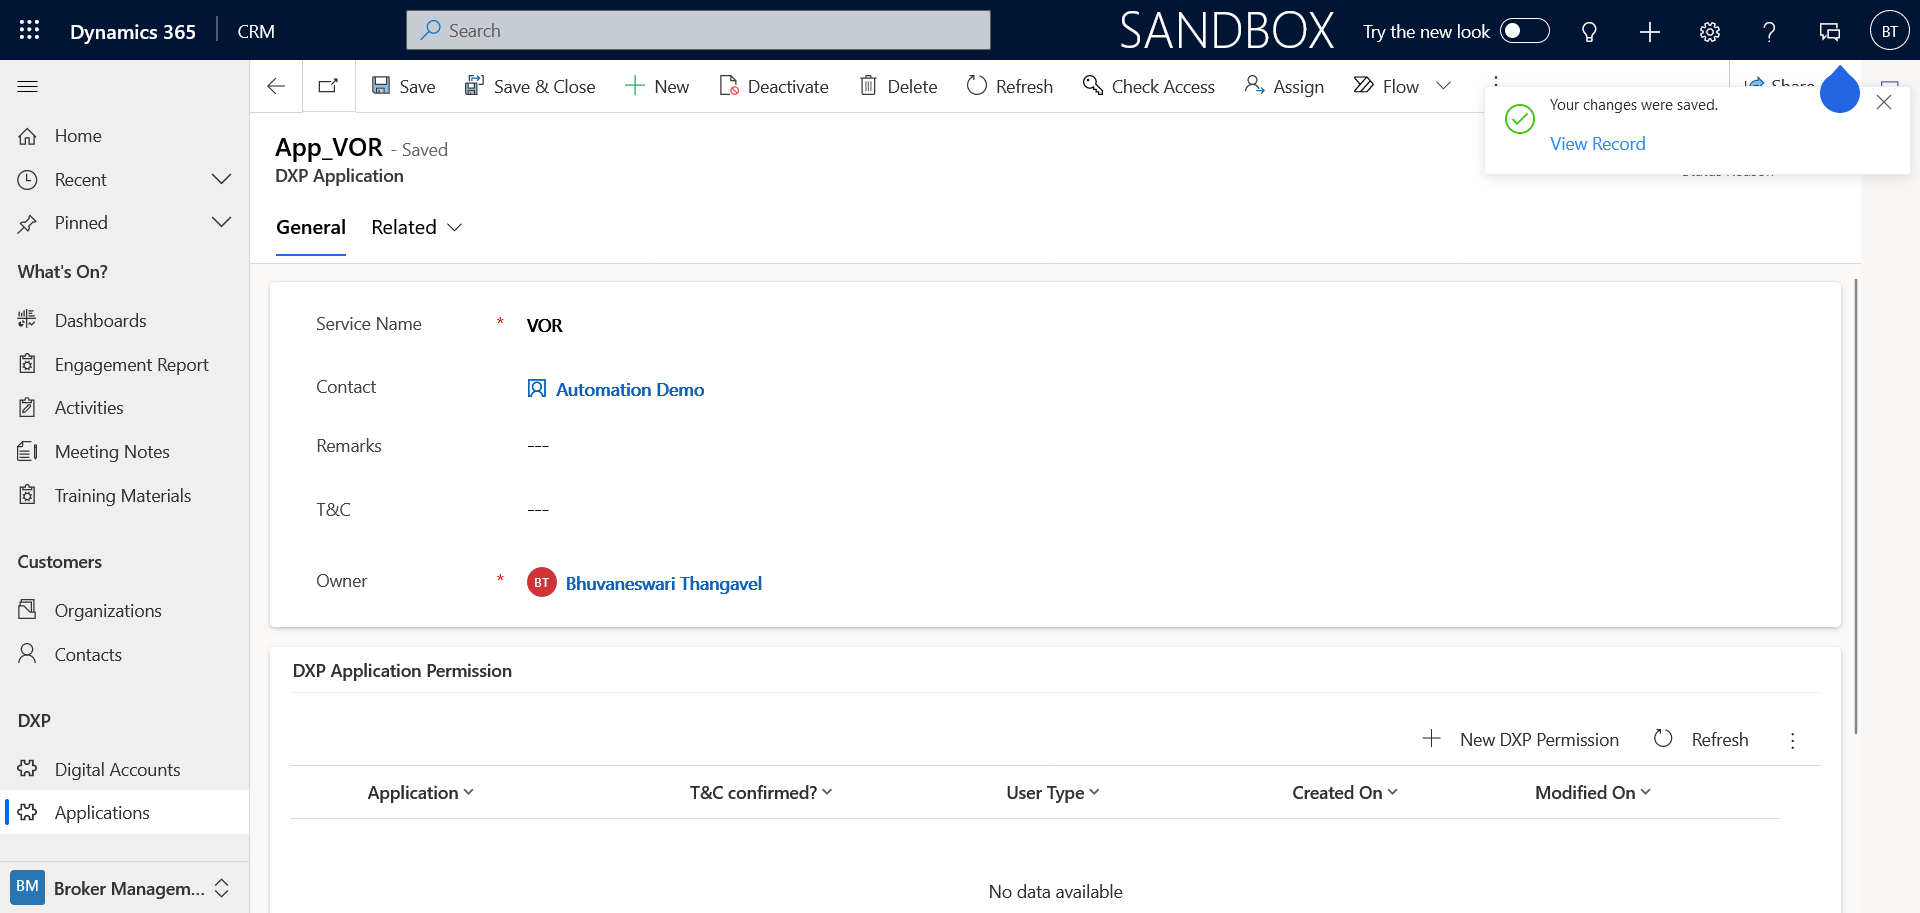 Dynamics 365
CRM
Search
SANDBOX
Try the new look
BT
Save
Save & Close
New
Deactivate
Delete
Refresh
Check Access
Assign
Flow
Share
Your changes were saved.
View Record
Home
Recent
Pinned
What's On?
Dashboards
Engagement Report
Activities
Meeting Notes
Training Materials
Customers
Organizations
Contacts
DXP
Digital Accounts
Applications
BM
Broker Managem...
App_VOR - Saved
DXP Application
Status Reason
General
Related
Service Name * VOR
Contact Automation Demo
Remarks ---
T&C ---
Owner * BT Bhuvaneswari Thangavel
DXP Application Permission
New DXP Permission
Refresh
Application
T&C confirmed?
User Type
Created On
Modified On
No data available